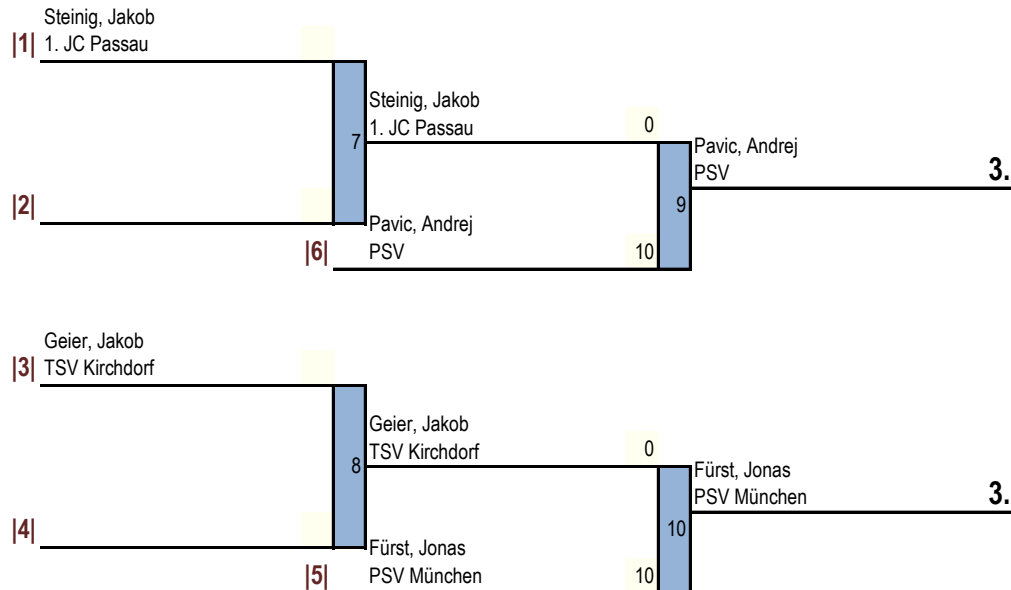 Steinig, Jakob
|1| 1. JC Passau
Steinig, Jakob
1. JC Passau 0
7
Pavic, Andrej
PSV 3.
|2|
9
Pavic, Andrej
|6| PSV 10
Geier, Jakob
|3| TSV Kirchdorf
Geier, Jakob
TSV Kirchdorf 0
8
Fürst, Jonas
PSV München 3.
|4|
10
Fürst, Jonas
|5| PSV München 10